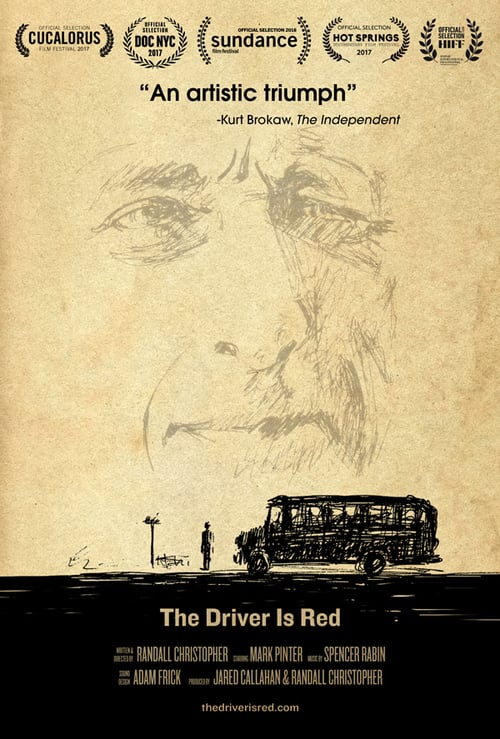 OFFICIAL SELECTION
CUCALORUS
FILM FESTIVAL 2017
OFFICIAL
SELECTION
DOC NYC
2017
OFFICIAL SELECTION 2018
sundance
film festival
OFFICIAL SELECTION
HOT SPRINGS
DOCUMENTARY FILM FESTIVAL
2017
OFFICIAL
SELECTION
HIFF
“An artistic triumph”
-Kurt Brokaw, The Independent
The Driver Is Red
WRITTEN & DIRECTED BY RANDALL CHRISTOPHER STARRING MARK PINTER MUSIC BY SPENCER RABIN
SOUND DESIGN ADAM FRICK PRODUCED BY JARED CALLAHAN & RANDALL CHRISTOPHER
thedriverisred.com